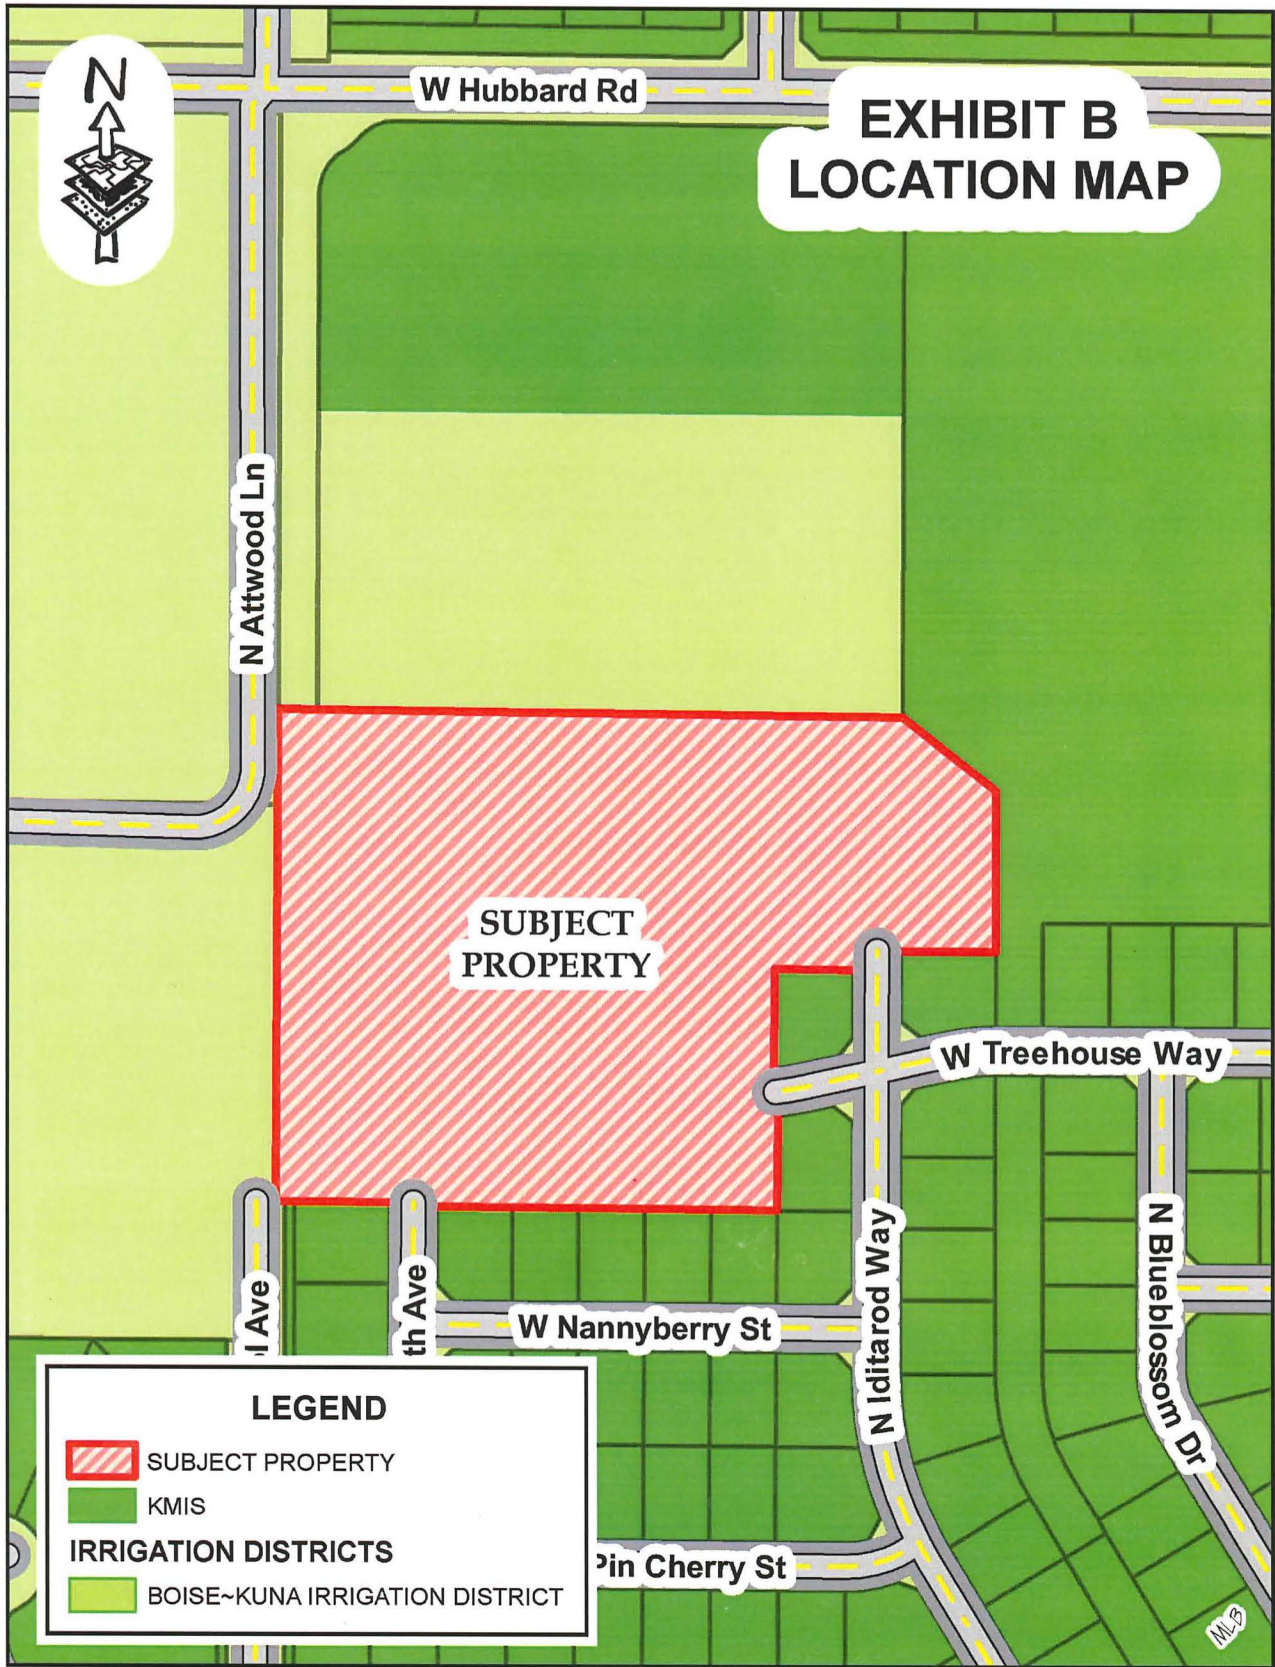 N
W Hubbard Rd
EXHIBIT B
LOCATION MAP
N Attwood Ln
SUBJECT
PROPERTY
W Treehouse Way
N Blueblossom Dr
N Iditarod Way
W Nannyberry St
Ave
th Ave
Pin Cherry St
LEGEND
SUBJECT PROPERTY
KMIS
IRRIGATION DISTRICTS
BOISE~KUNA IRRIGATION DISTRICT
MLB